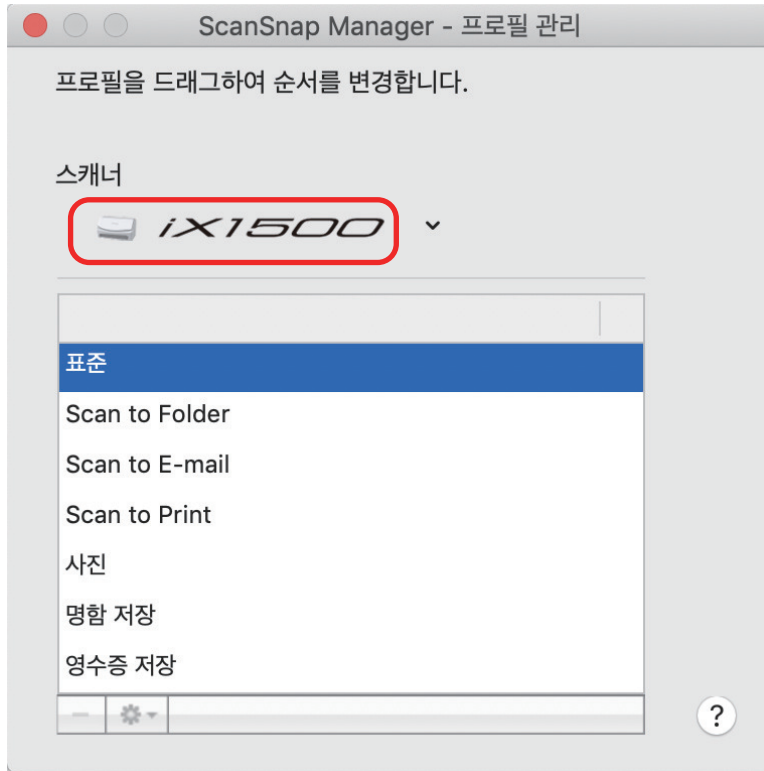 ScanSnap Manager - 프로필 관리
프로필을 드래그하여 순서를 변경합니다.
스캐너
iX1500
표준
Scan to Folder
Scan to E-mail
Scan to Print
사진
명함 저장
영수증 저장
?